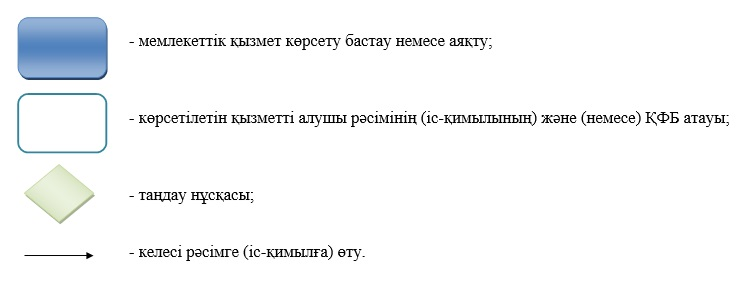 - мемлекеттік қызмет көрсету бастау немесе аяқту;
- көрсетілетін қызметті алушы рәсімінің (іс-қимылының) және (немесе) ҚФБ атауы;
- таңдау нұсқасы;
- келесі рәсімге (іс-қимылға) өту.